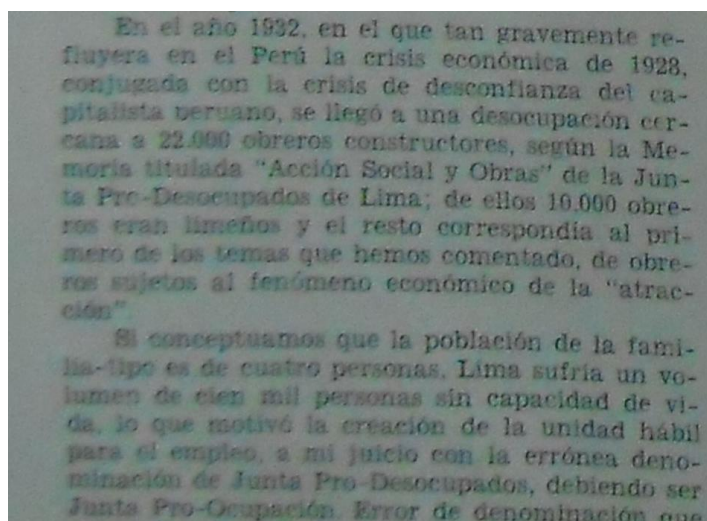 En el año 1932, en el que tan gravemente re-
fluyera en el Perú la crisis económica de 1928,
conjugada con la crisis de desconfianza del ca-
pitalista peruano, se llegó a una desocupación cer-
cana a 22.000 obreros constructores, según la Me-
moria titulada "Acción Social y Obras" de la Jun-
ta Pro-Desocupados de Lima; de ellos 10,000 obre-
ros eran limeños y el resto correspondía al pri-
mero de los temas que hemos comentado, de obre-
ros sujetos al fenómeno económico de la "atrac-
ción".
Si conceptuamos que la población de la fami-
lia-tipo es de cuatro personas, Lima sufría un vo-
lumen de cien mil personas sin capacidad de vi-
da, lo que motivó la creación de la unidad hábil
para el empleo, a mi juicio con la errónea deno-
minación de Junta Pro-Desocupados, debiendo ser
Junta Pro-Ocupación. Error de denominación que